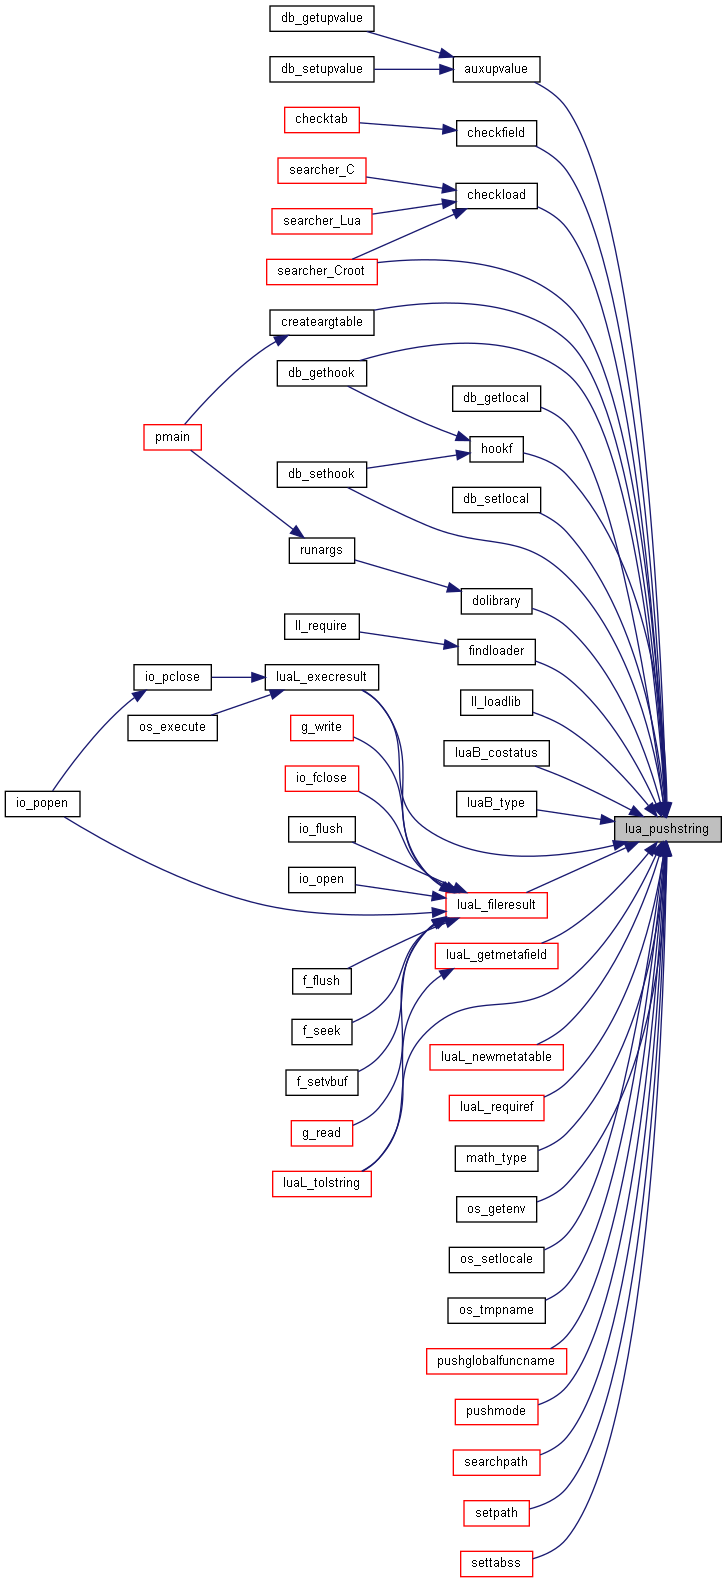 db_getupvalue
db_setupvalue
auxupvalue
checktab
checkfield
searcher_C
checkload
searcher_Lua
searcher_Croot
createargtable
db_gethook
db_getlocal
pmain
hookf
db_sethook
db_setlocal
runargs
dolibrary
ll_require
findloader
io_pclose
luaL_execresult
ll_loadlib
os_execute
g_write
luaB_costatus
io_fclose
io_popen
luaB_type
io_flush
lua_pushstring
io_open
luaL_fileresult
luaL_getmetafield
f_flush
f_seek
luaL_newmetatable
f_setvbuf
luaL_requiref
g_read
math_type
luaL_tolstring
os_getenv
os_setlocale
os_tmpname
pushglobalfuncname
pushmode
searchpath
setpath
settabss